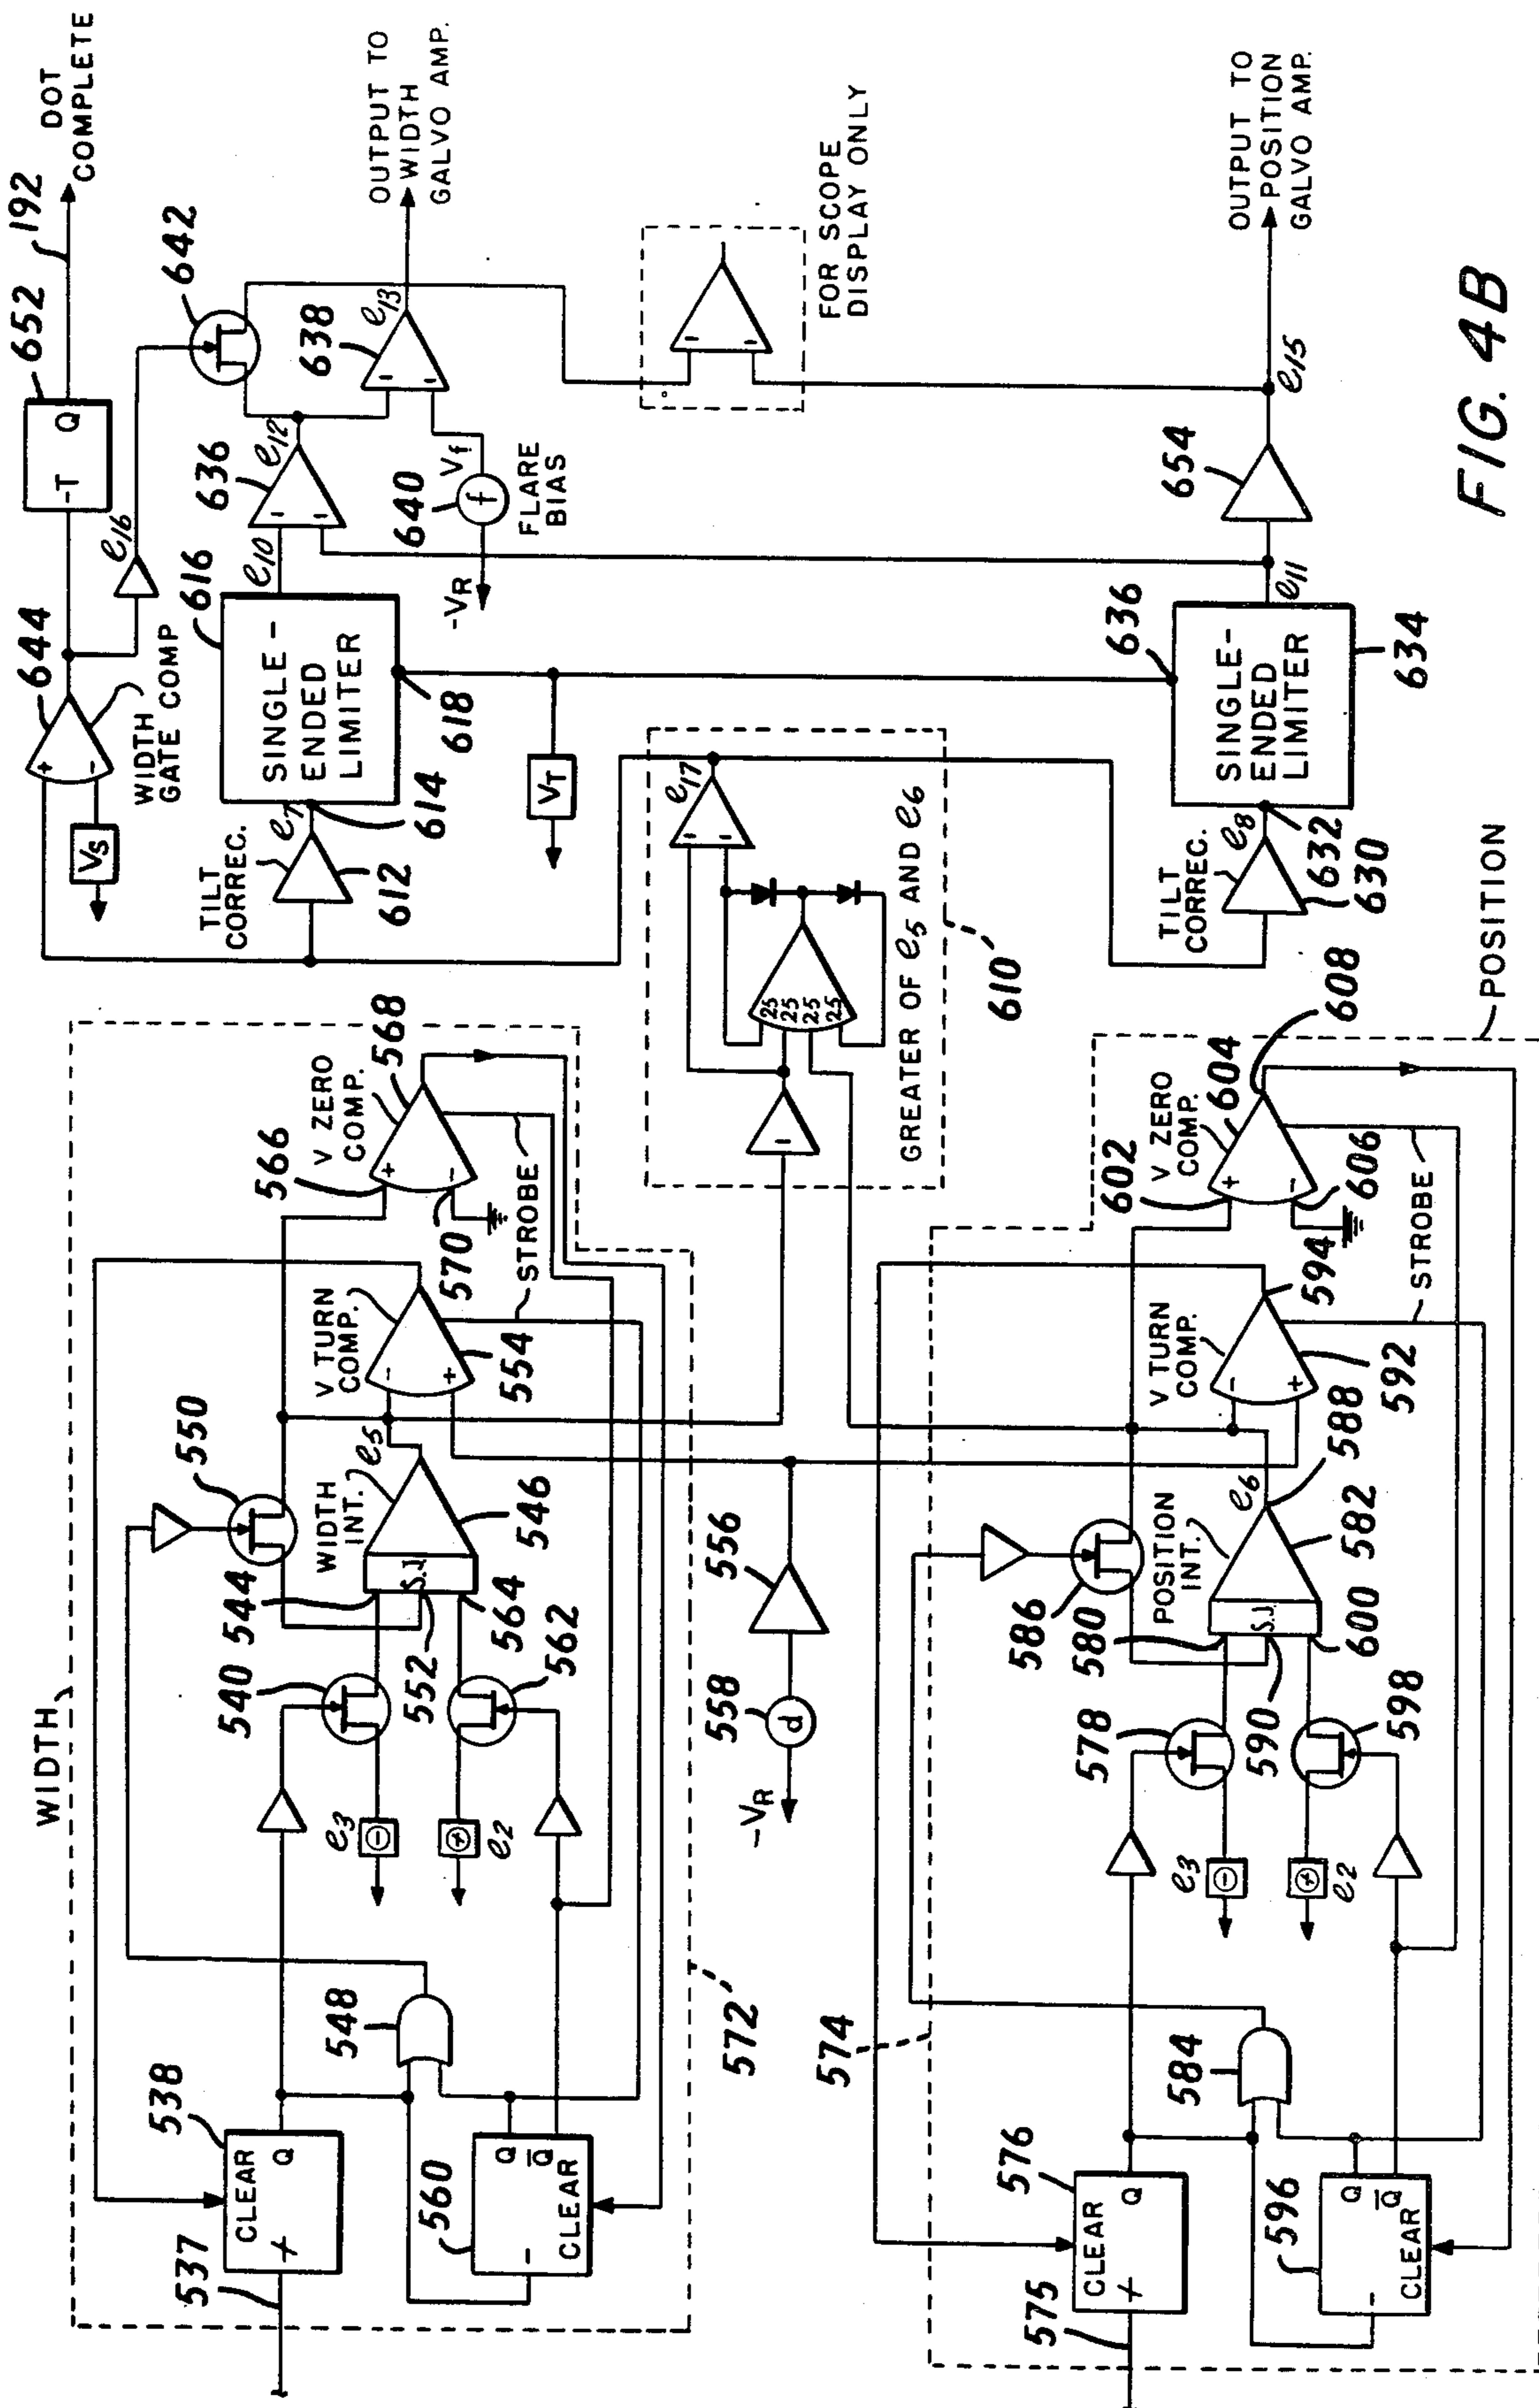 WIDTH
537
538
CLEAR
Q
548
560
Q
Q̅
CLEAR
572'
540
e3
e2
562
544
552
564
S.J.
WIDTH
INT.
546
550
e5
V TURN
COMP.
554
566
V ZERO
COMP.
568
570
STROBE
-VR
558
d
556
574
575
576
CLEAR
Q
584
596
Q
Q̅
CLEAR
578
e3
e2
598
586
580
590
600
S.J.
POSITION
INT.
582
588
e6
V TURN
COMP.
592
594
602
V ZERO
COMP.
604
606
608
STROBE
POSITION
GREATER OF e5 AND e6
610
25
25
25
25
e17
VS
644
WIDTH
GATE COMP
TILT
CORREC.
612
e7
614
616
SINGLE-
ENDED
LIMITER
618
VT
TILT
CORREC.
632
630
e8
636
SINGLE-
ENDED
LIMITER
634
e10
e11
e16
-T
Q
652
192
DOT
COMPLETE
642
636
e12
638
e13
OUTPUT TO
WIDTH
GALVO AMP.
-VR
640
f
Vf
FLARE
BIAS
FOR SCOPE
DISPLAY ONLY
654
e15
OUTPUT TO
POSITION
GALVO AMP.
FIG. 4B